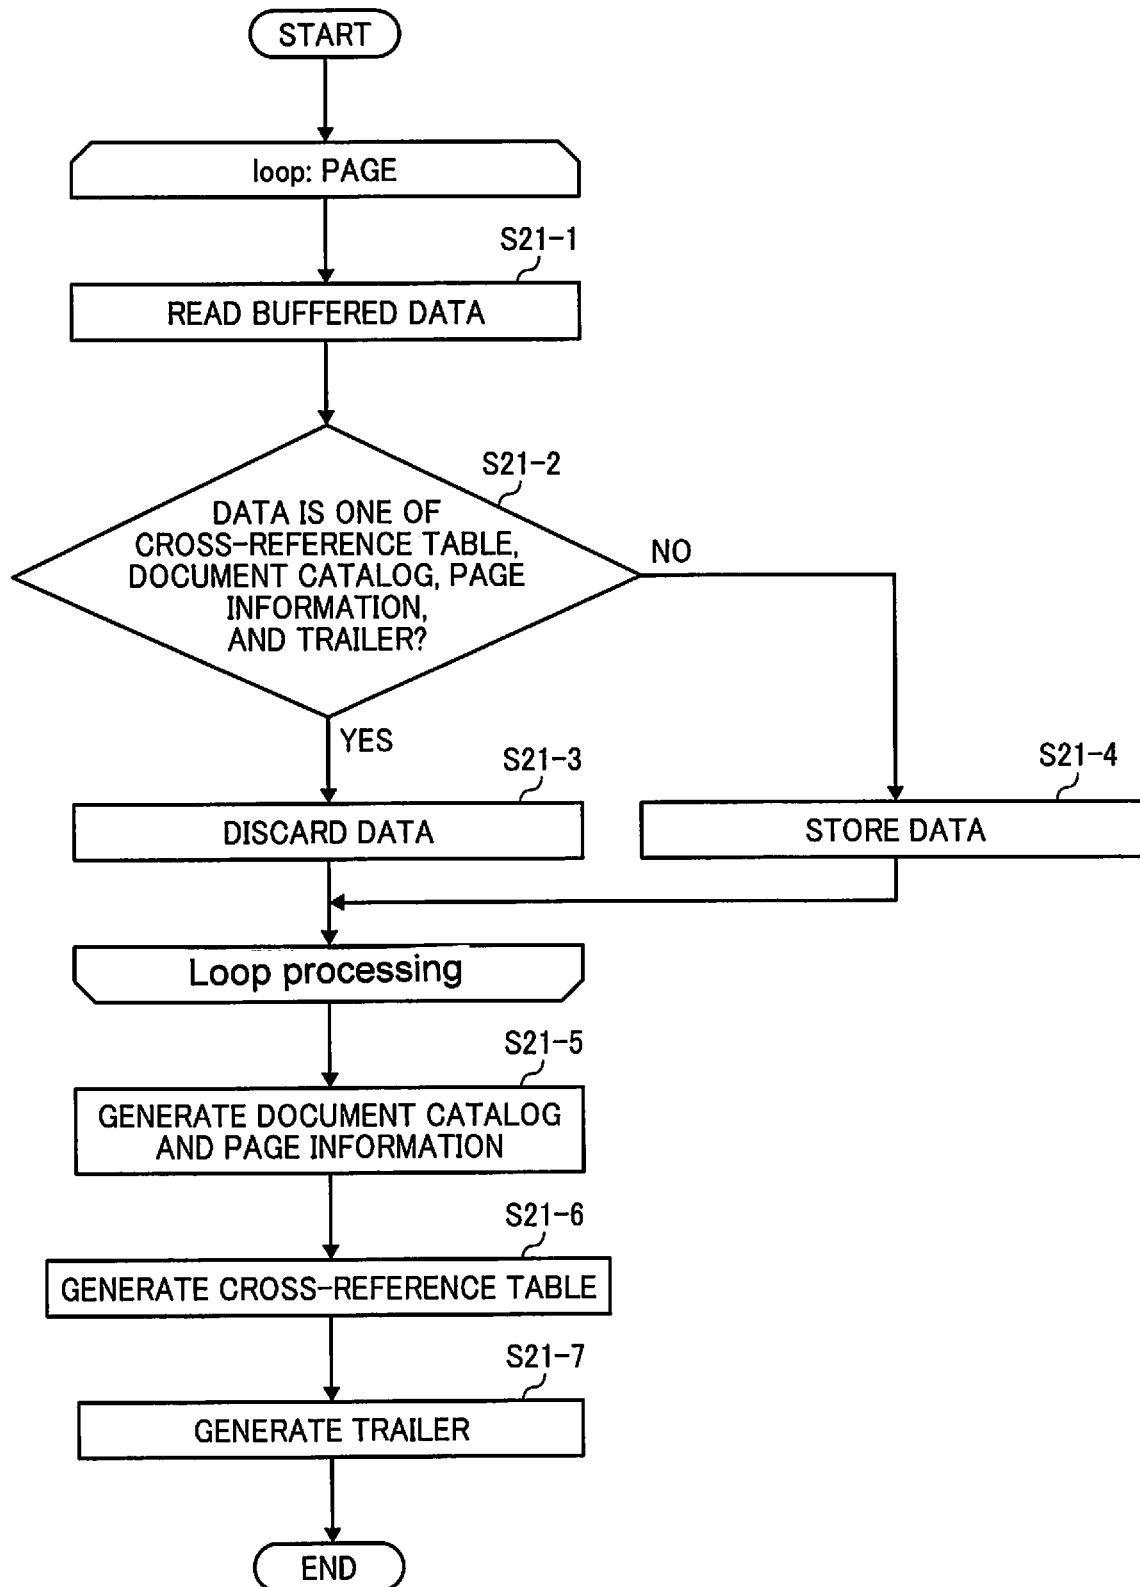 START
loop: PAGE
S21-1
READ BUFFERED DATA
S21-2
DATA IS ONE OF
CROSS-REFERENCE TABLE,
DOCUMENT CATALOG, PAGE
INFORMATION,
AND TRAILER?
NO
YES
S21-3
DISCARD DATA
S21-4
STORE DATA
Loop processing
S21-5
GENERATE DOCUMENT CATALOG
AND PAGE INFORMATION
S21-6
GENERATE CROSS-REFERENCE TABLE
S21-7
GENERATE TRAILER
END